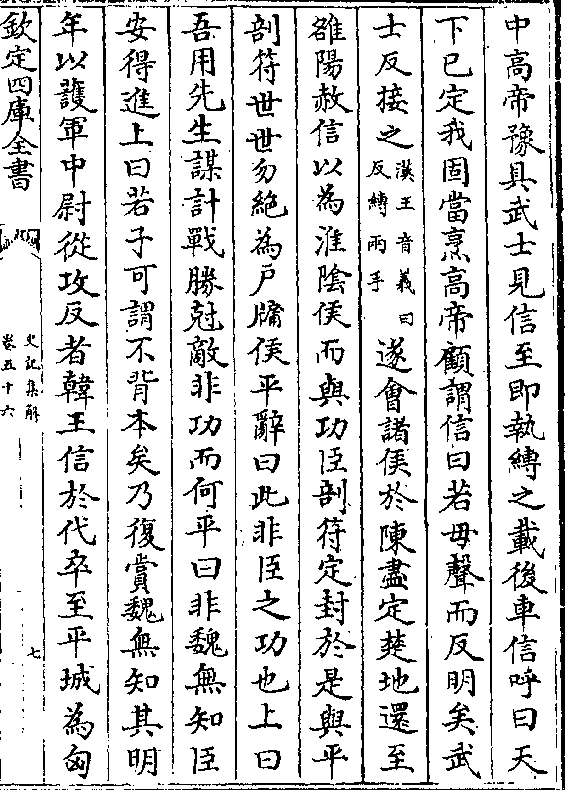 中高帝豫具武士見信至即執縛之載後車信呼曰天
下已定我固當烹高帝顧謂信曰若毋聲而反明矣武
士反接之漢王音義曰反縛兩手遂會諸侯於陳盡定楚地還至
雒陽赦信以為淮隂侯而與功臣剖符定封於是與平
剖符世世勿絶為戸牖侯平辭曰此非臣之功也上曰
吾用先生謀計戰勝尅敵非功而何平曰非魏無知臣
安得進上曰若子可謂不背本矣乃復賞魏無知其明
年以護軍中尉從攻反者韓王信於代卒至平城為匈
欽定四庫全書
史記集解
卷五十六
七